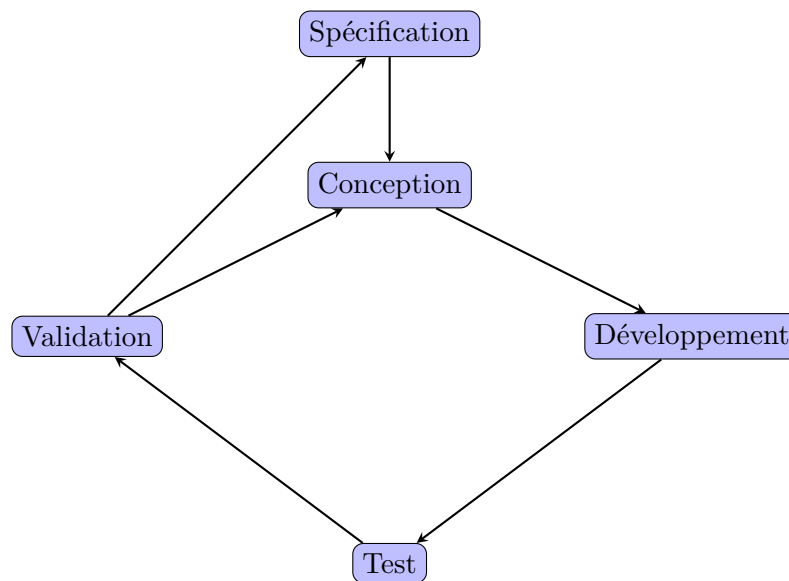 Spécification
Conception
Validation
Développement
Test